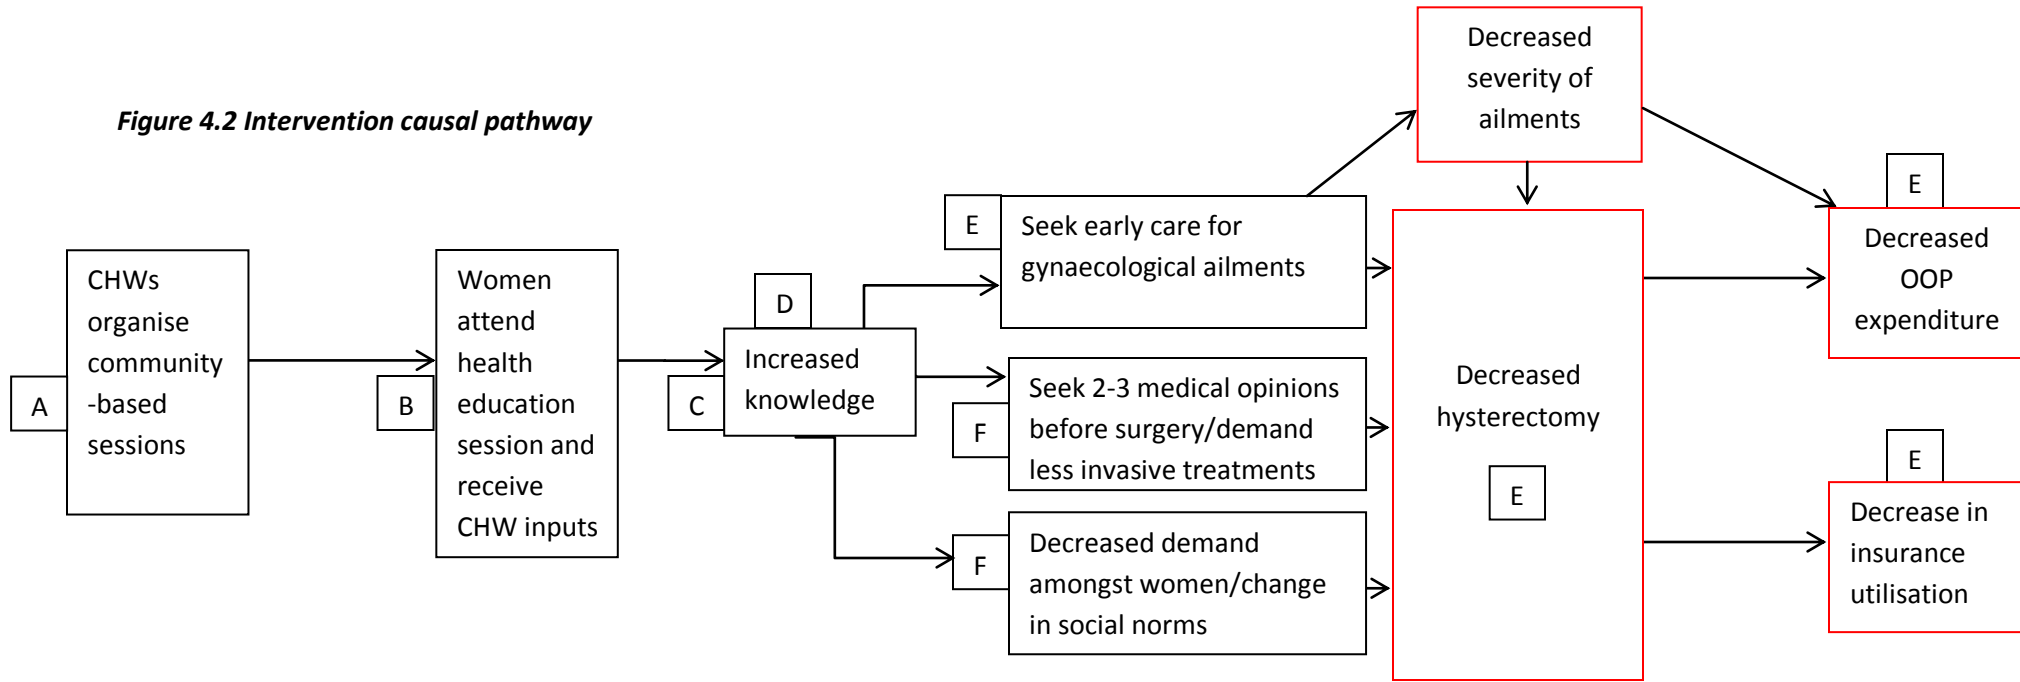 Figure 4.2 Intervention causal pathway
A
CHWs
organise
community
-based
sessions
B
Women
attend
health
education
session and
receive
CHW inputs
C
D
Increased
knowledge
E
Seek early care for
gynaecological ailments
F
Seek 2-3 medical opinions
before surgery/demand
less invasive treatments
F
Decreased demand
amongst women/change
in social norms
Decreased
severity of
ailments
Decreased
hysterectomy
E
E
Decreased
OOP
expenditure
E
Decrease in
insurance
utilisation